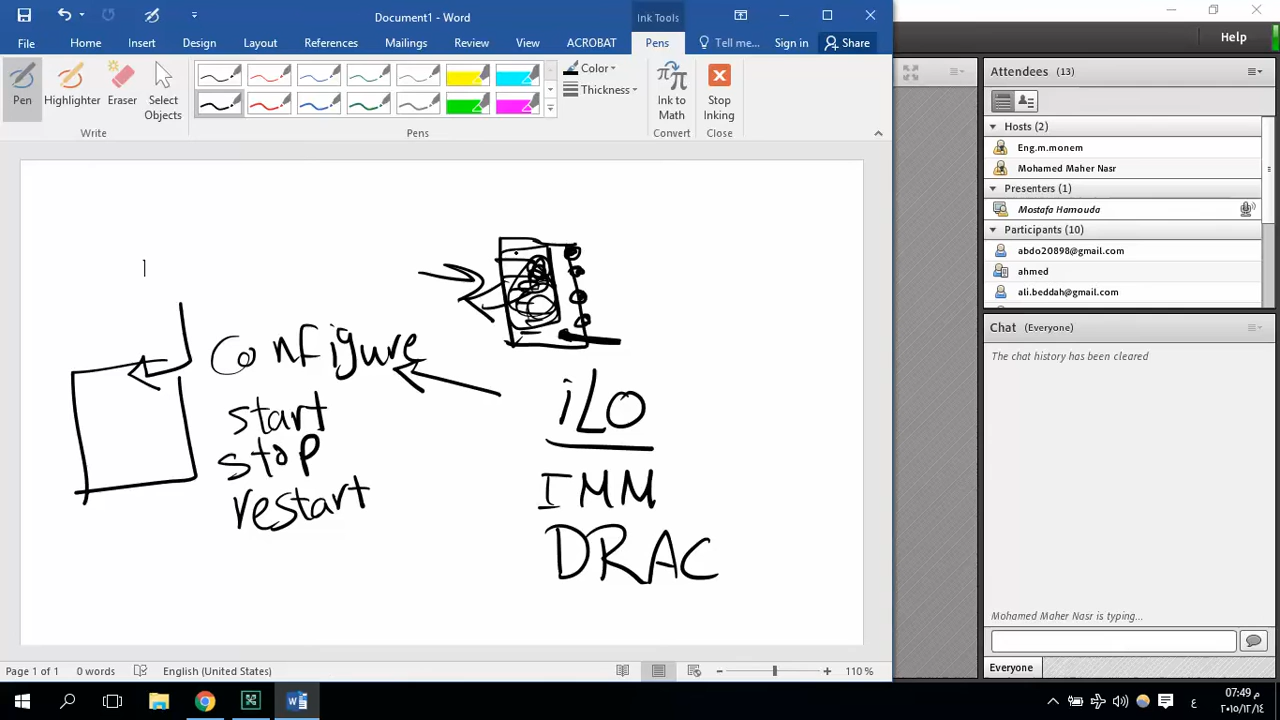 Document1 - Word
Ink Tools
File
Home
Insert
Design
Layout
References
Mailings
Review
View
ACROBAT
Pens
Tell me...
Sign in
Share
Help
Pen
Highlighter
Eraser
Select
Objects
Color
Thickness
Ink to
Math
Stop
Inking
Write
Pens
Convert
Close
Attendees (13)
Hosts (2)
Eng.m.monem
Mohamed Maher Nasr
Presenters (1)
Mostafa Hamouda
Participants (10)
abdo20898@gmail.com
ahmed
ali.beddah@gmail.com
Chat (Everyone)
The chat history has been cleared
Configure
start
stop
restart
iLO
IMM
DRAC
Mohamed Maher Nasr is typing...
Everyone
Page 1 of 1
0 words
English (United States)
110 %
ع
07:49 م
٢٠١٥/١٢/١٤